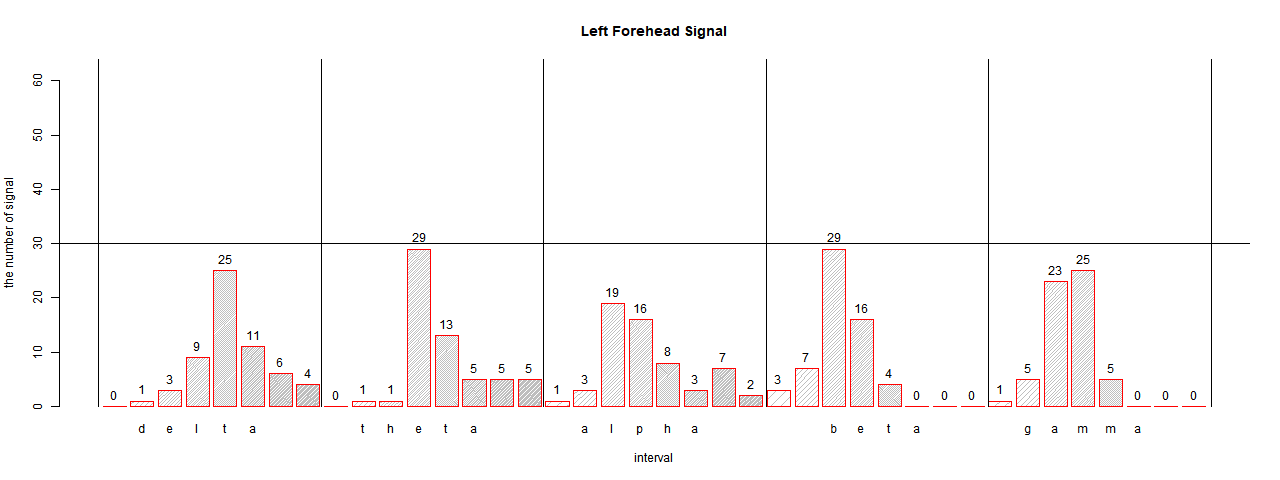 Left Forehead Signal
the number of signal
60
50
40
30
20
10
0
0 1 3 9 25 11 6 4
0 1 1 29 13 5 5 5
1 3 19 16 8 3 7 2
3 7 29 16 4 0 0 0
1 5 23 25 5 0 0 0
d e l t a t h e t a a l p h a b e t a g a m m a
interval